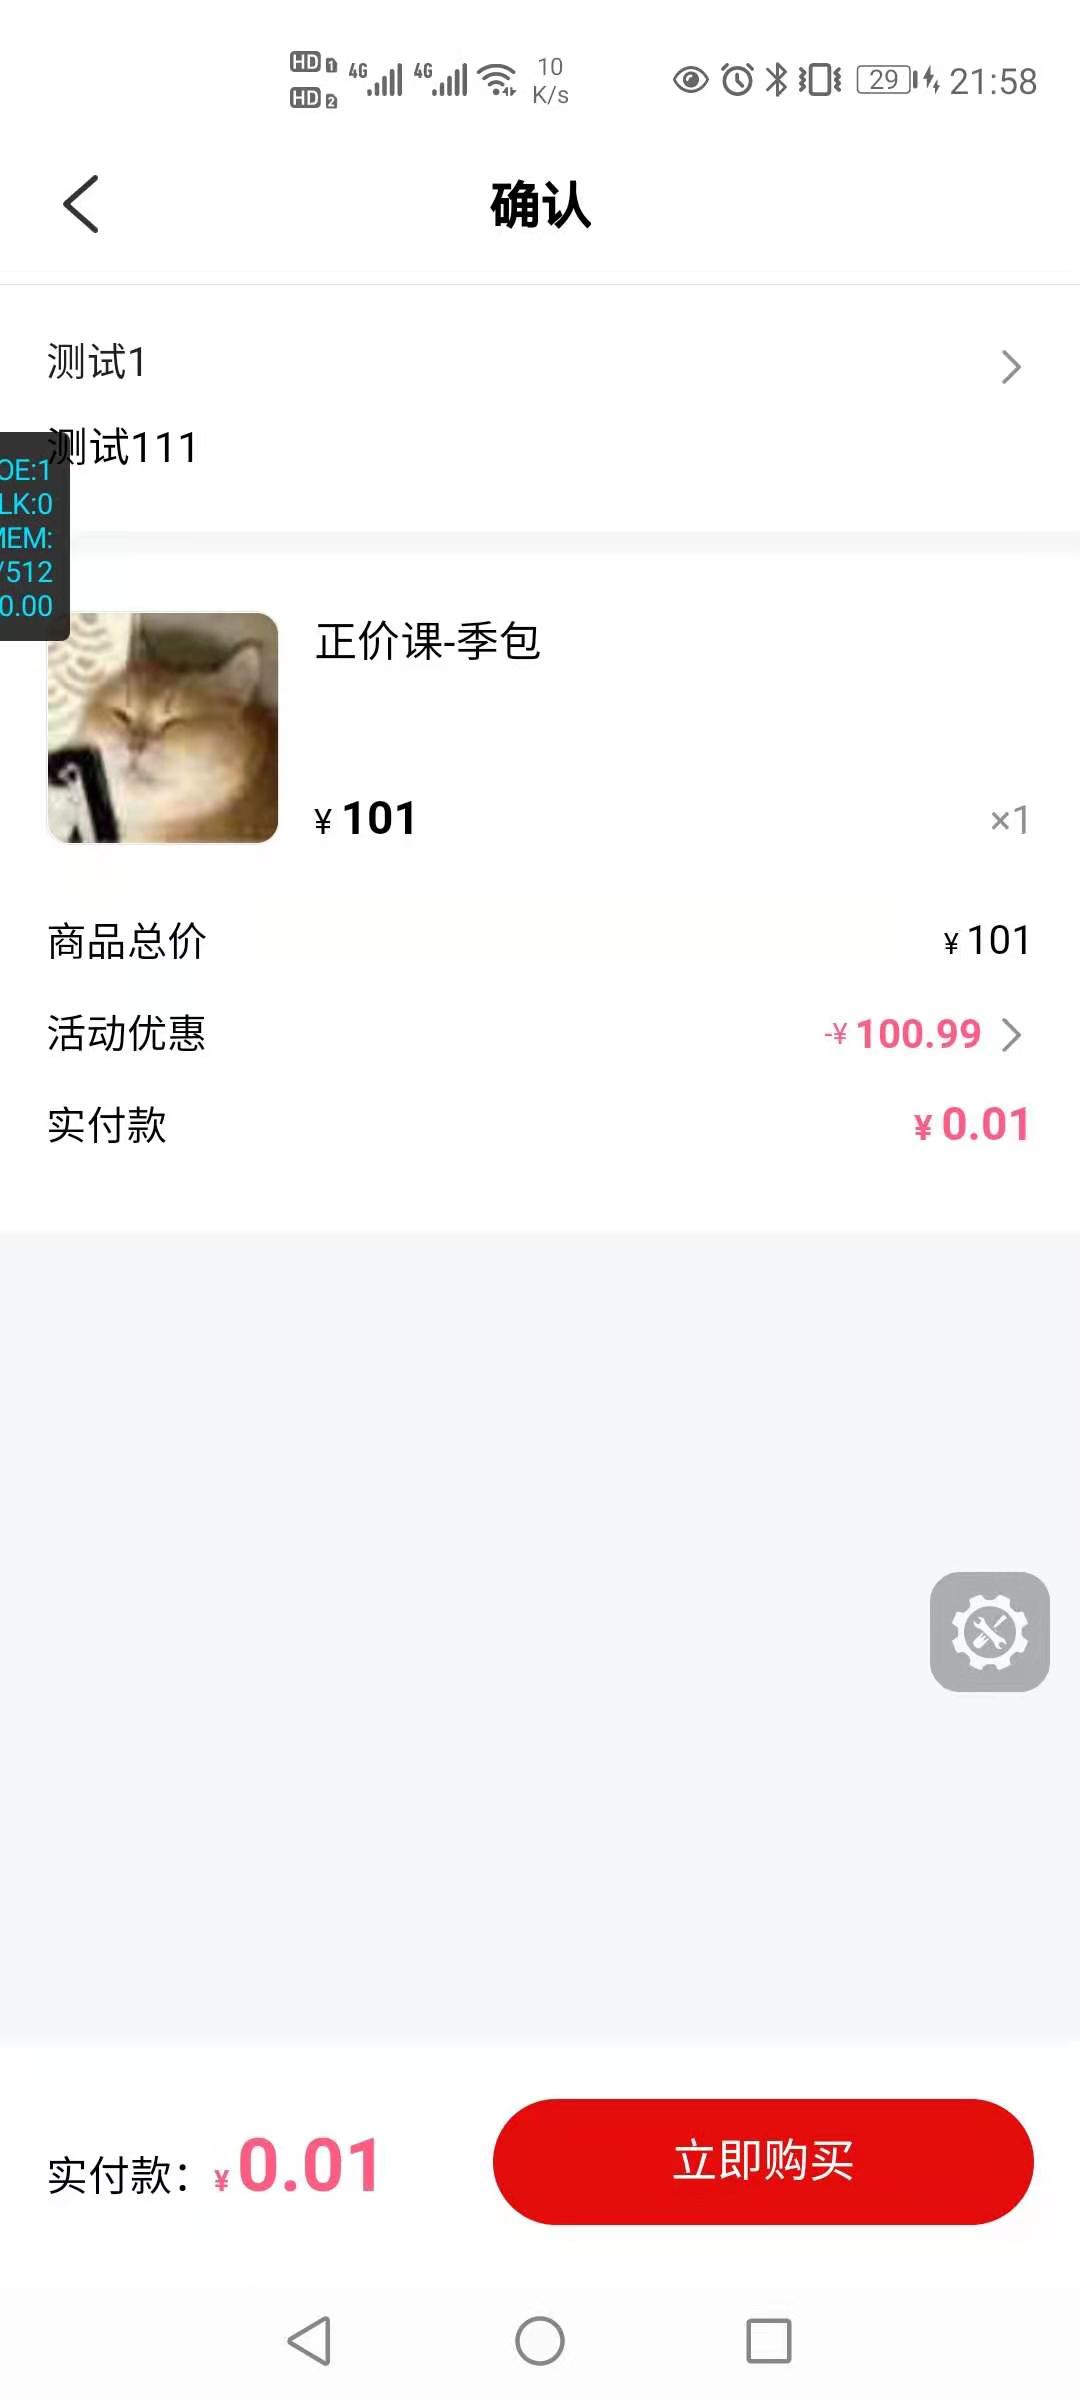 HD 1 4G 4G 10 29 21:58
HD 2 K/s
确认
测试1
测试111
OE:1
LK:0
MEM:
/512
0.00
正价课-季包
¥ 101 ×1
商品总价 ¥ 101
活动优惠 -¥ 100.99
实付款 ¥ 0.01
实付款：¥ 0.01 立即购买